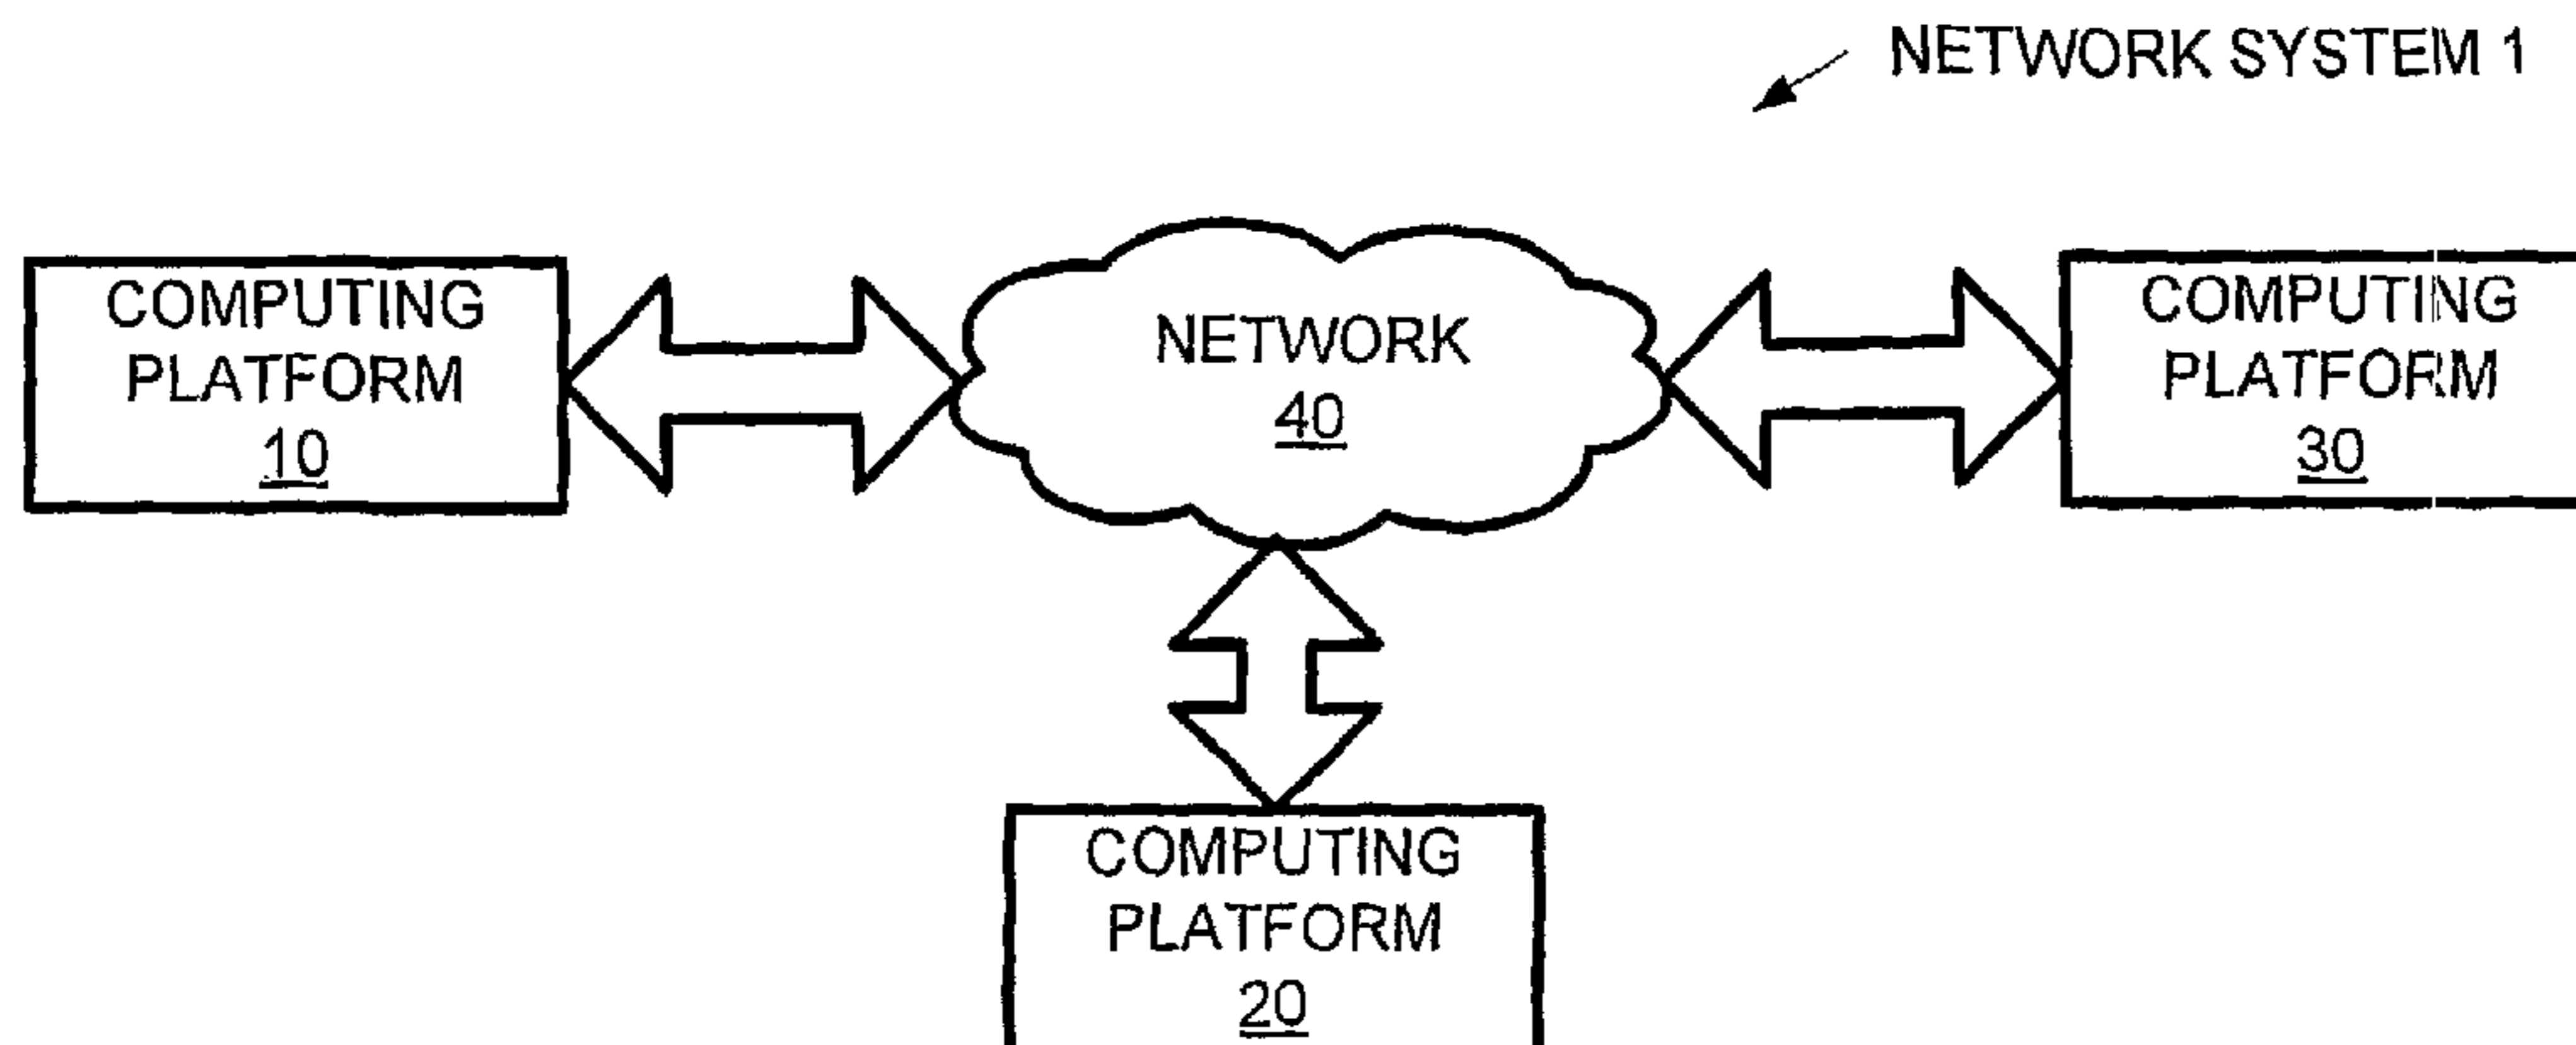 NETWORK SYSTEM 1
COMPUTING
PLATFORM
10
NETWORK
40
COMPUTING
PLATFORM
30
COMPUTING
PLATFORM
20